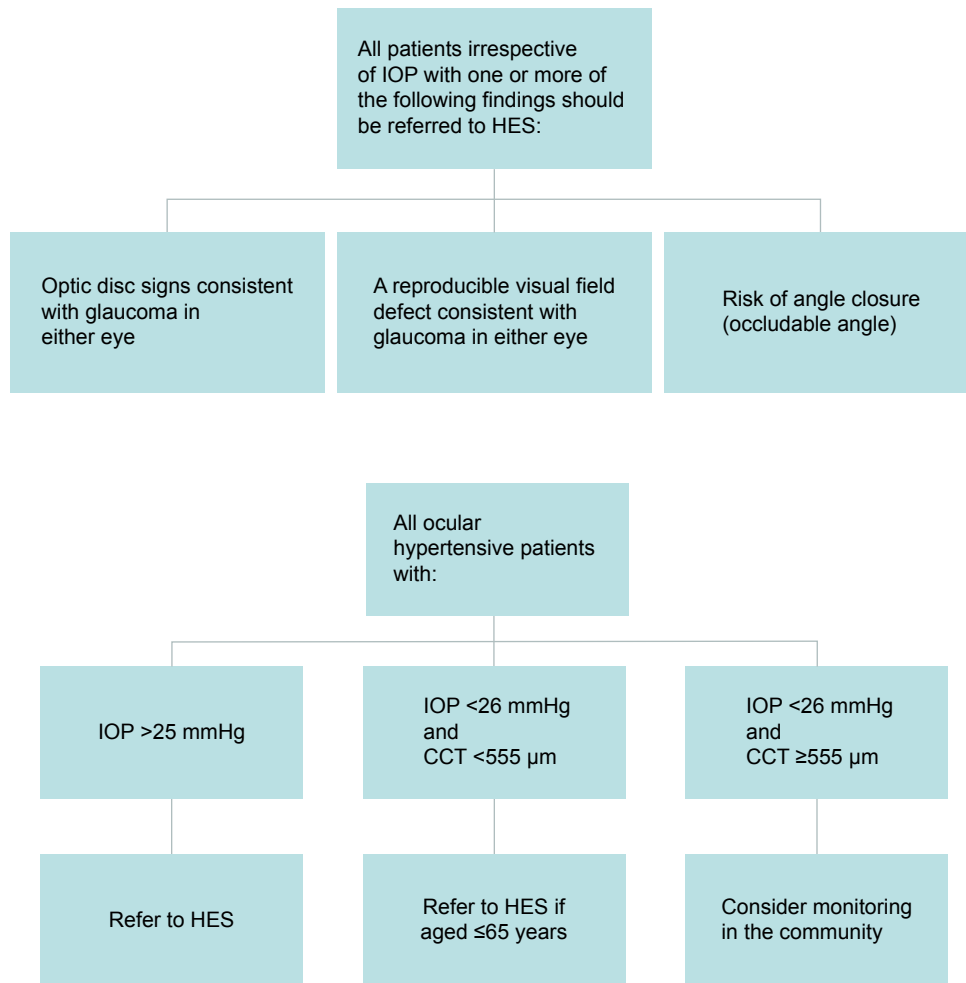 All patients irrespective
of IOP with one or more of
the following findings should
be referred to HES:
Optic disc signs consistent
with glaucoma in
either eye
A reproducible visual field
defect consistent with
glaucoma in either eye
Risk of angle closure
(occludable angle)
All ocular
hypertensive patients
with:
IOP >25 mmHg
IOP <26 mmHg
and
CCT <555 µm
IOP <26 mmHg
and
CCT ≥555 µm
Refer to HES
Refer to HES if
aged ≤65 years
Consider monitoring
in the community